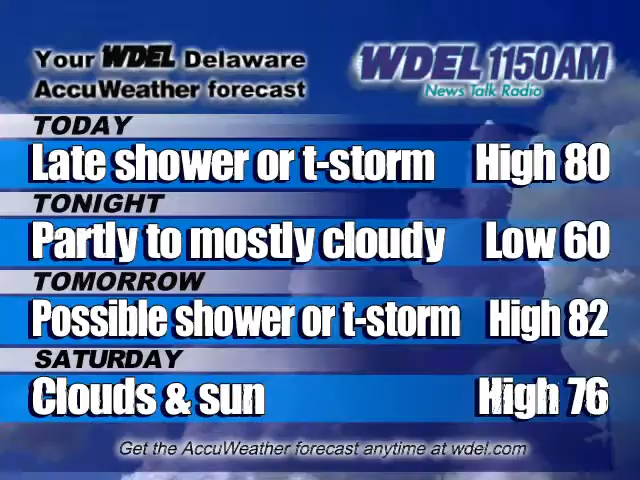 Your WDEL Delaware
AccuWeather forecast
WDEL 1150AM
News Talk Radio
TODAY
Late shower or t-storm High 80
TONIGHT
Partly to mostly cloudy Low 60
TOMORROW
Possible shower or t-storm High 82
SATURDAY
Clouds & sun High 76
Get the AccuWeather forecast anytime at wdel.com